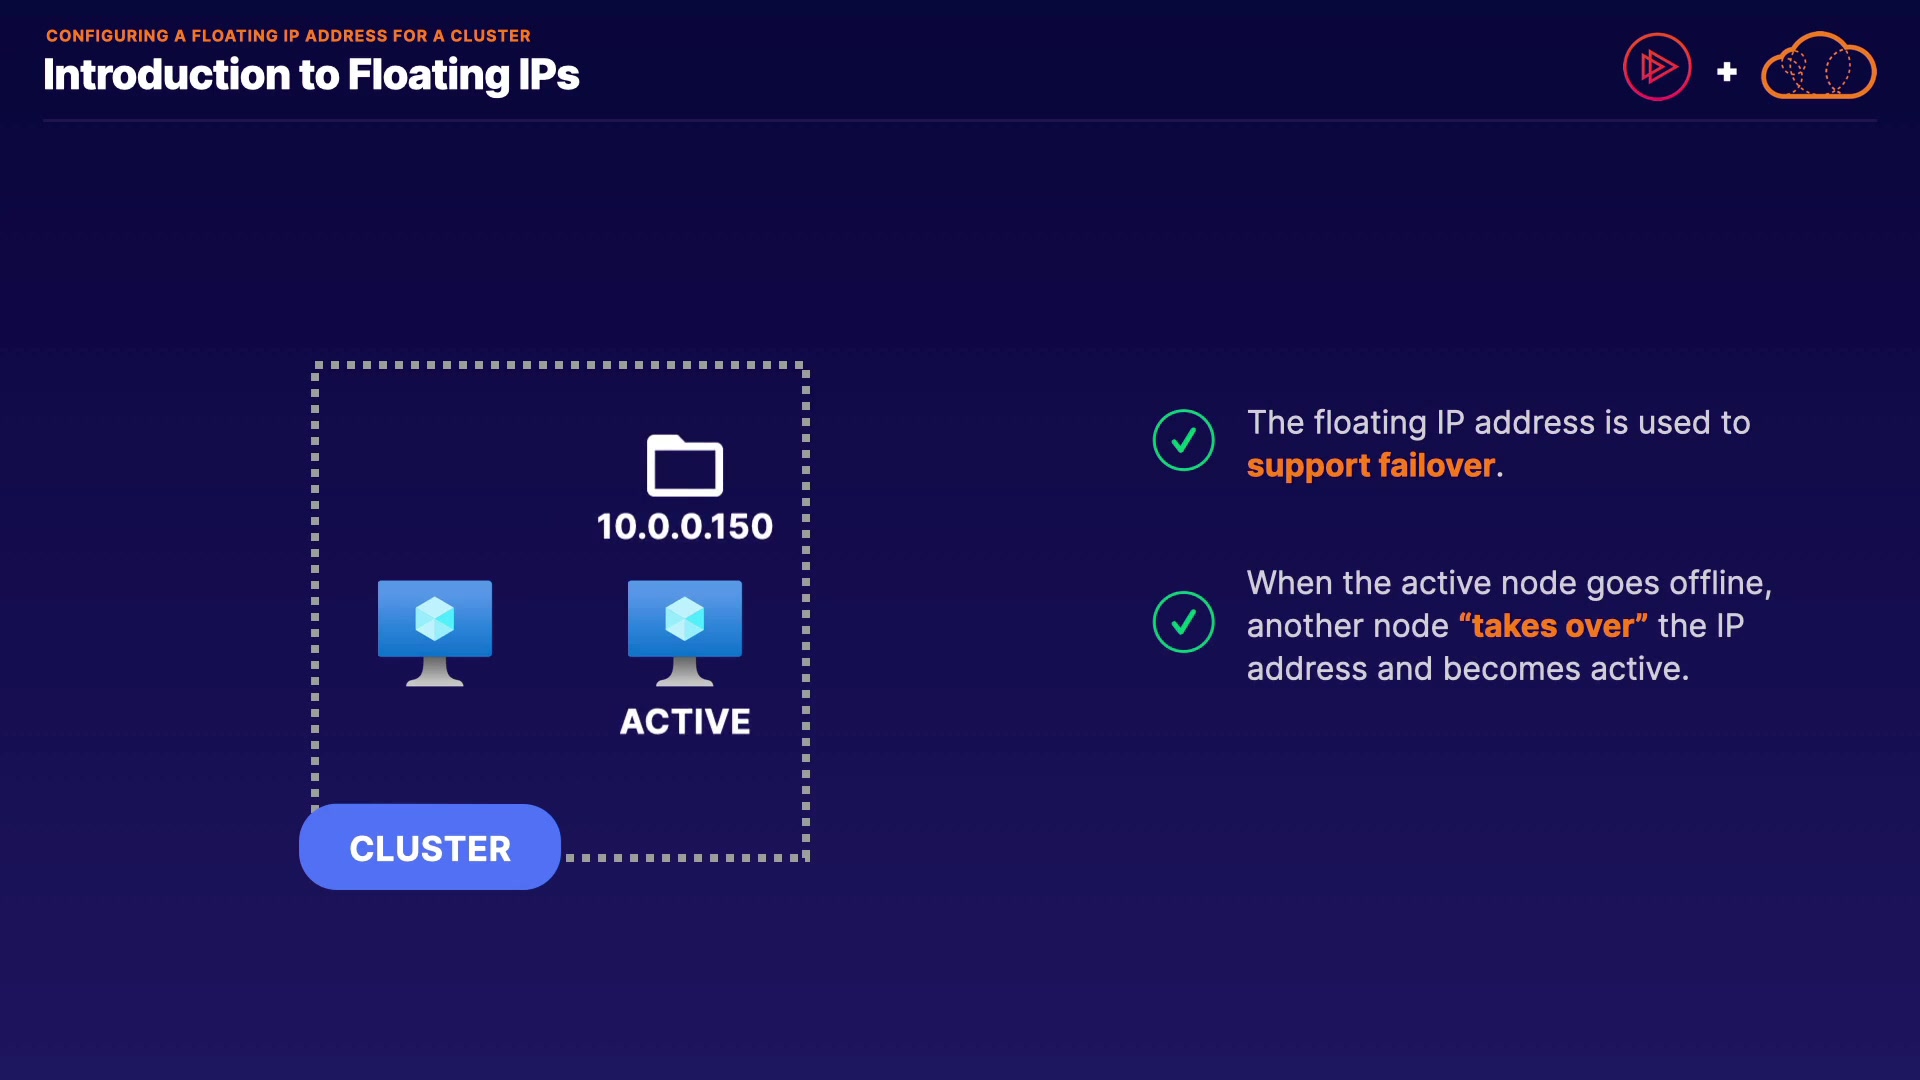 CONFIGURING A FLOATING IP ADDRESS FOR A CLUSTER
Introduction to Floating IPs
10.0.0.150
ACTIVE
CLUSTER
The floating IP address is used to
support failover.
When the active node goes offline,
another node “takes over” the IP
address and becomes active.